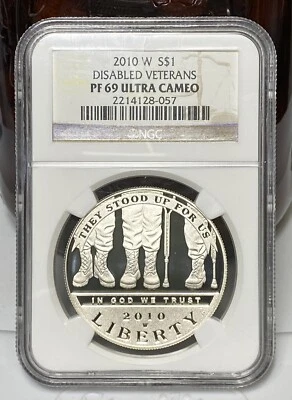 2010 W S$1
DISABLED VETERANS
PF 69 ULTRA CAMEO
2214128-057
NGC
THEY STOOD UP FOR US
IN GOD WE TRUST
2010
W
LIBERTY